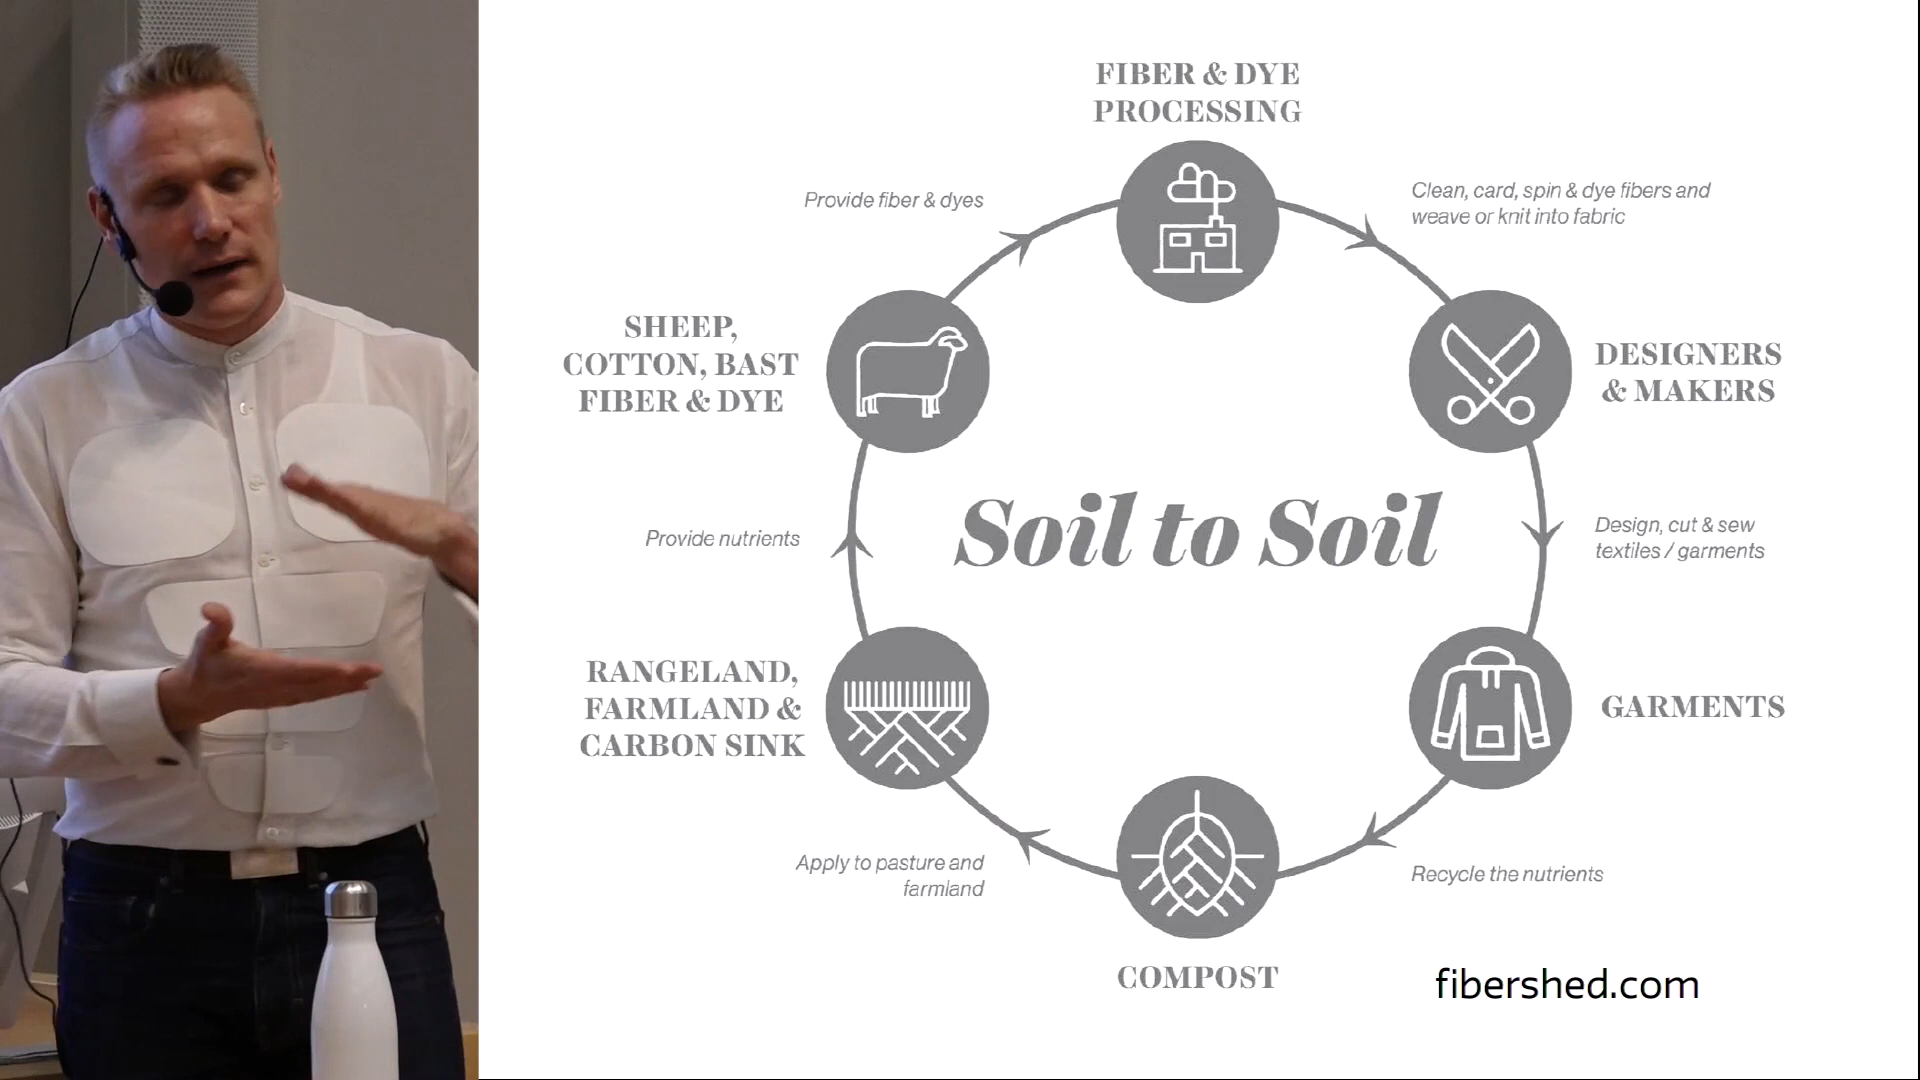 FIBER & DYE
PROCESSING
Provide fiber & dyes
Clean, card, spin & dye fibers and
weave or knit into fabric
SHEEP,
COTTON, BAST
FIBER & DYE
DESIGNERS
& MAKERS
Soil to Soil
Provide nutrients
Design, cut & sew
textiles / garments
RANGELAND,
FARMLAND &
CARBON SINK
GARMENTS
Apply to pasture and
farmland
Recycle the nutrients
COMPOST
fibershed.com